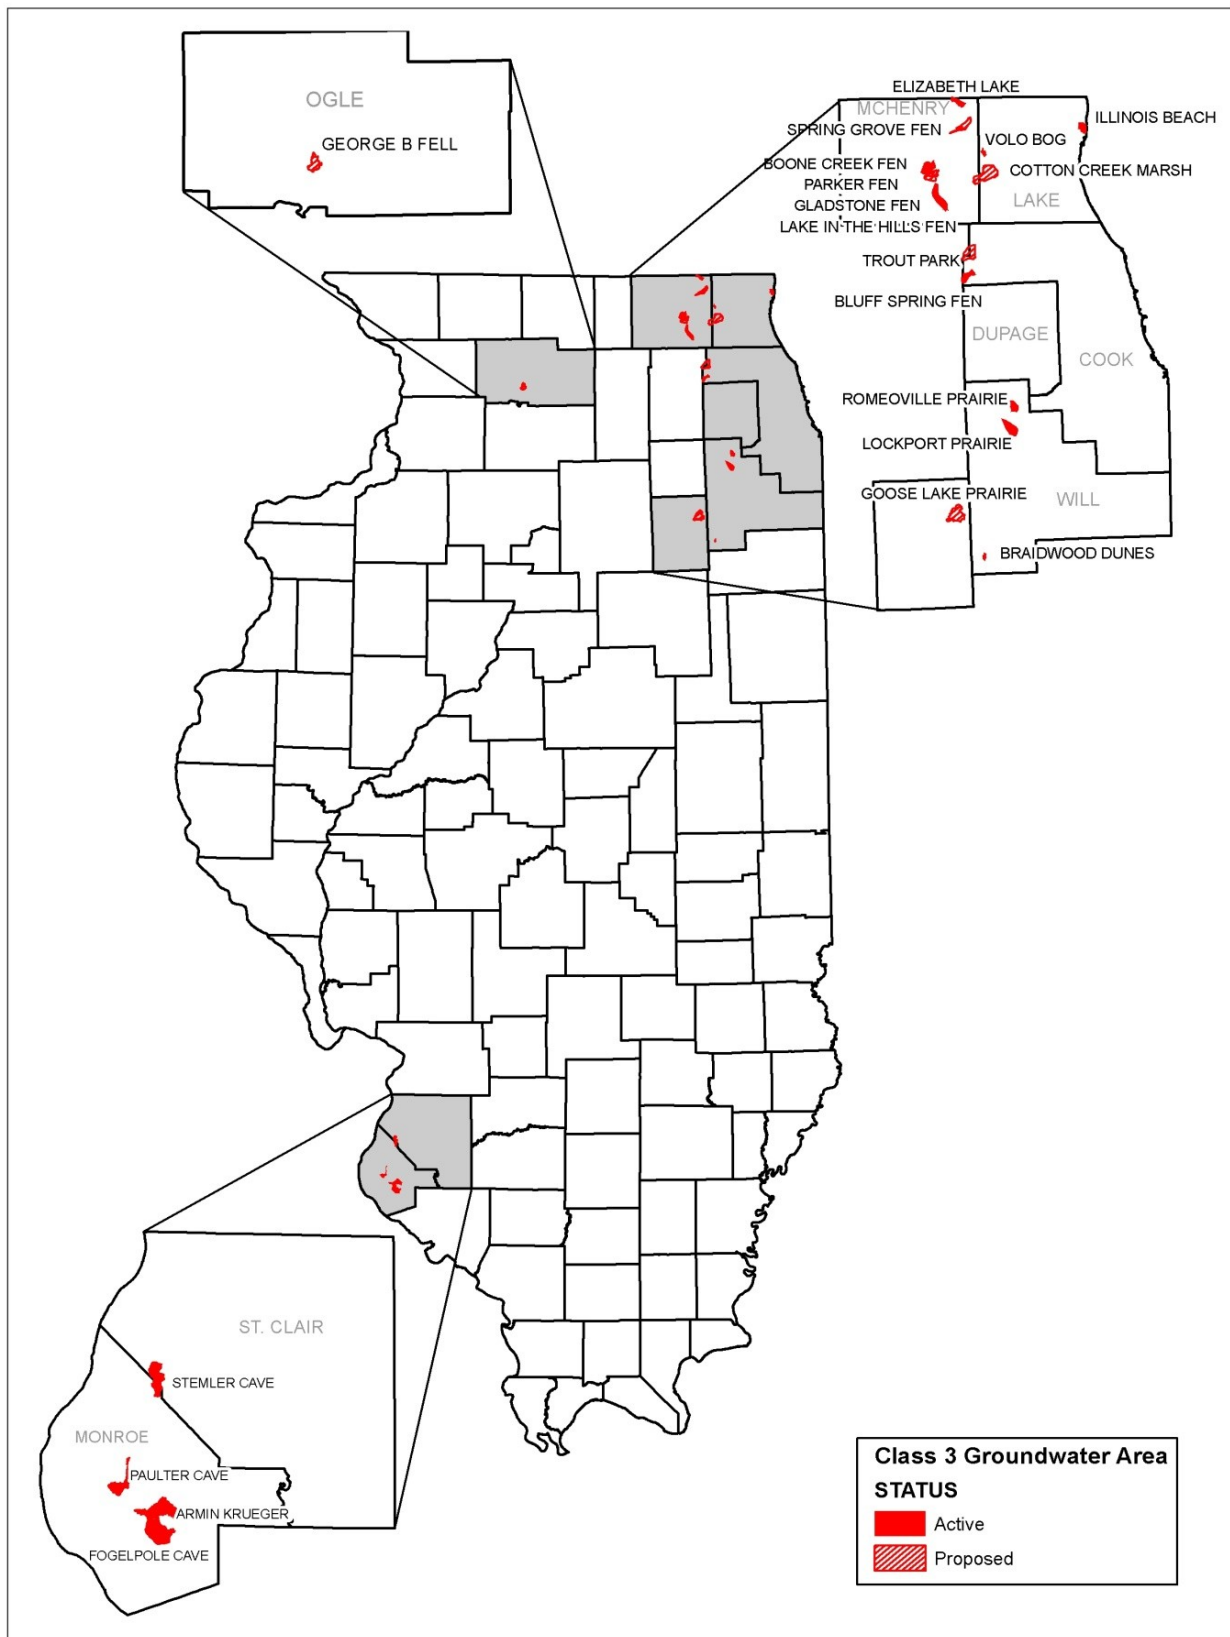 OGLE
GEORGE B FELL
ELIZABETH LAKE
MCHENRY
ILLINOIS BEACH
SPRING GROVE FEN
VOLO BOG
BOONE CREEK FEN
COTTON CREEK MARSH
PARKER FEN
GLADSTONE FEN
LAKE
LAKE IN THE HILLS FEN
TROUT PARK
BLUFF SPRING FEN
DUPAGE
COOK
ROMEOVILLE PRAIRIE
LOCKPORT PRAIRIE
GOOSE LAKE PRAIRIE
WILL
BRAIDWOOD DUNES
ST. CLAIR
STEMLER CAVE
MONROE
PAULTER CAVE
ARMIN KRUEGER
FOGELPOLE CAVE
Class 3 Groundwater Area
STATUS
Active
Proposed